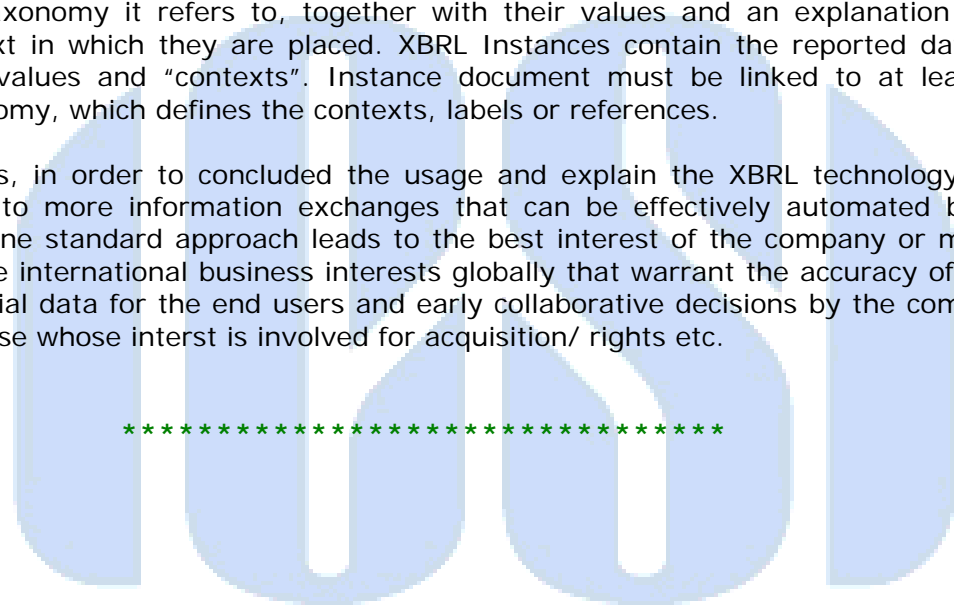 xonomy it refers to, together with their values and an explanation
xt in which they are placed. XBRL Instances contain the reported da
values and “contexts”. Instance document must be linked to at lea
omy, which defines the contexts, labels or references.
s, in order to concluded the usage and explain the XBRL technology
to more information exchanges that can be effectively automated b
ne standard approach leads to the best interest of the company or m
e international business interests globally that warrant the accuracy of
ial data for the end users and early collaborative decisions by the com
se whose interst is involved for acquisition/ rights etc.
********************************